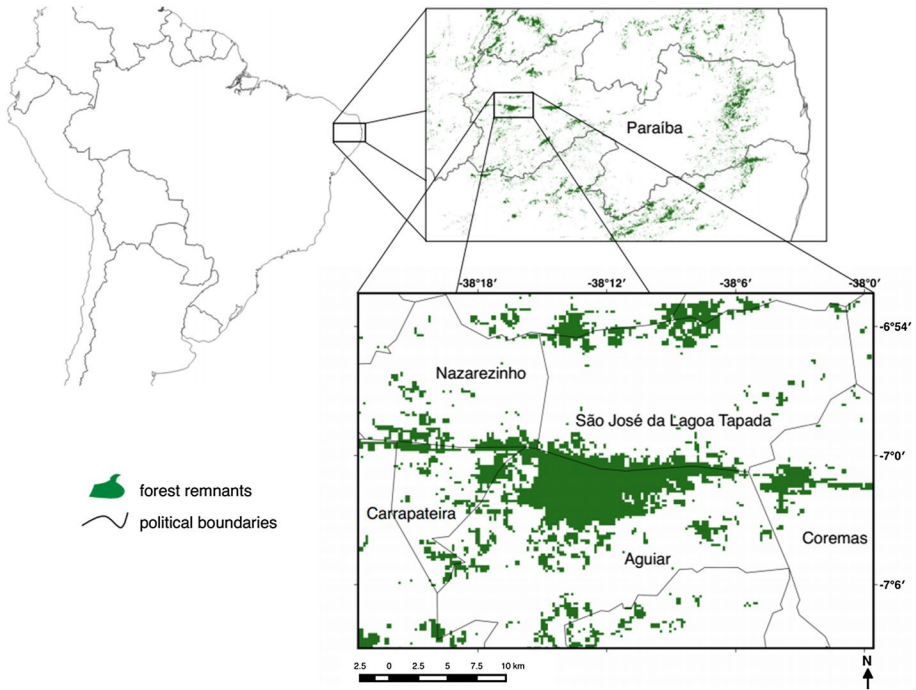 Paraíba
-38°18′ -38°12′ -38°6′ -38°0′
-6°54′
Nazarezinho
São José da Lagoa Tapada
-7°0′
forest remnants
political boundaries
Carrapateira
Coremas
Aguiar
-7°6′
2.5 0 2.5 5 7.5 10 km
N